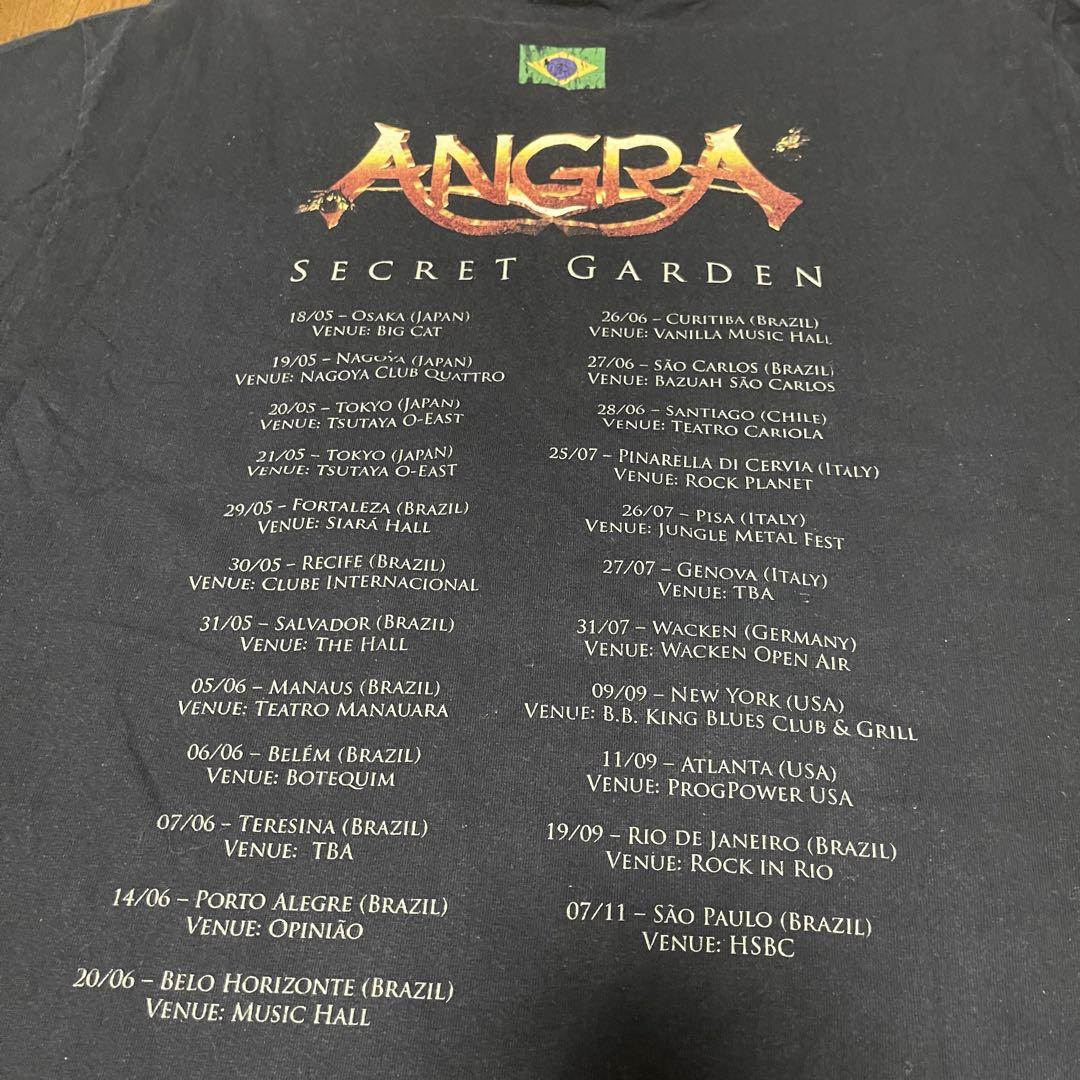 ANGRA
SECRET GARDEN
18/05 – OSAKA (JAPAN)
VENUE: BIG CAT
19/05 – NAGOYA (JAPAN)
VENUE: NAGOYA CLUB QUATTRO
20/05 – TOKYO (JAPAN)
VENUE: TSUTAYA O-EAST
21/05 – TOKYO (JAPAN)
VENUE: TSUTAYA O-EAST
29/05 – FORTALEZA (BRAZIL)
VENUE: SIARÁ HALL
30/05 – RECIFE (BRAZIL)
VENUE: CLUBE INTERNACIONAL
31/05 – SALVADOR (BRAZIL)
VENUE: THE HALL
05/06 – MANAUS (BRAZIL)
VENUE: TEATRO MANAUARA
06/06 – BELÉM (BRAZIL)
VENUE: BOTEQUIM
07/06 – TERESINA (BRAZIL)
VENUE: TBA
14/06 – PORTO ALEGRE (BRAZIL)
VENUE: OPINIÃO
20/06 – BELO HORIZONTE (BRAZIL)
VENUE: MUSIC HALL
26/06 – CURITIBA (BRAZIL)
VENUE: VANILLA MUSIC HALL
27/06 – SÃO CARLOS (BRAZIL)
VENUE: BAZUAH SÃO CARLOS
28/06 – SANTIAGO (CHILE)
VENUE: TEATRO CARIOLA
25/07 – PINARELLA DI CERVIA (ITALY)
VENUE: ROCK PLANET
26/07 – PISA (ITALY)
VENUE: JUNGLE METAL FEST
27/07 – GENOVA (ITALY)
VENUE: TBA
31/07 – WACKEN (GERMANY)
VENUE: WACKEN OPEN AIR
09/09 – NEW YORK (USA)
VENUE: B.B. KING BLUES CLUB & GRILL
11/09 – ATLANTA (USA)
VENUE: PROGPOWER USA
19/09 – RIO DE JANEIRO (BRAZIL)
VENUE: ROCK IN RIO
07/11 – SÃO PAULO (BRAZIL)
VENUE: HSBC